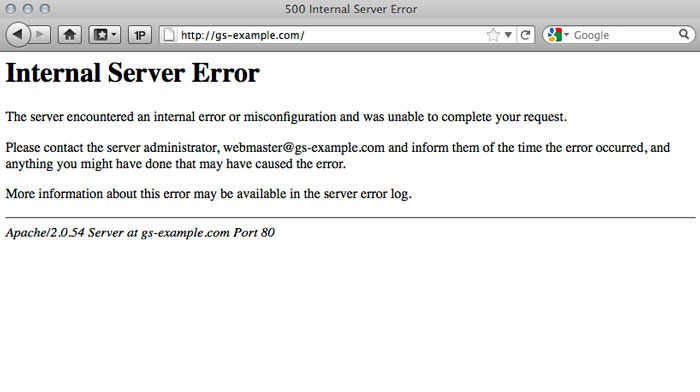 500 Internal Server Error
1P
http://gs-example.com/
Google
Internal Server Error
The server encountered an internal error or misconfiguration and was unable to complete your request.
Please contact the server administrator, webmaster@gs-example.com and inform them of the time the error occurred, and
anything you might have done that may have caused the error.
More information about this error may be available in the server error log.
Apache/2.0.54 Server at gs-example.com Port 80